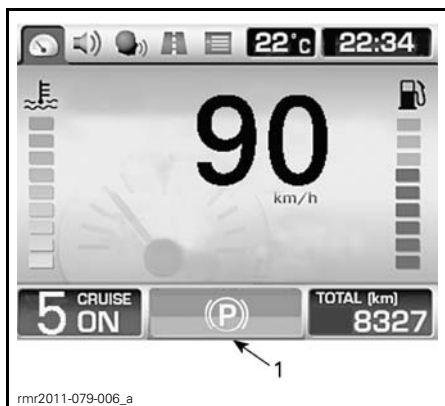 22°c 22:34
90
km/h
5 CRUISE ON TOTAL (km) 8327
(P)
1
rmr2011-079-006_a